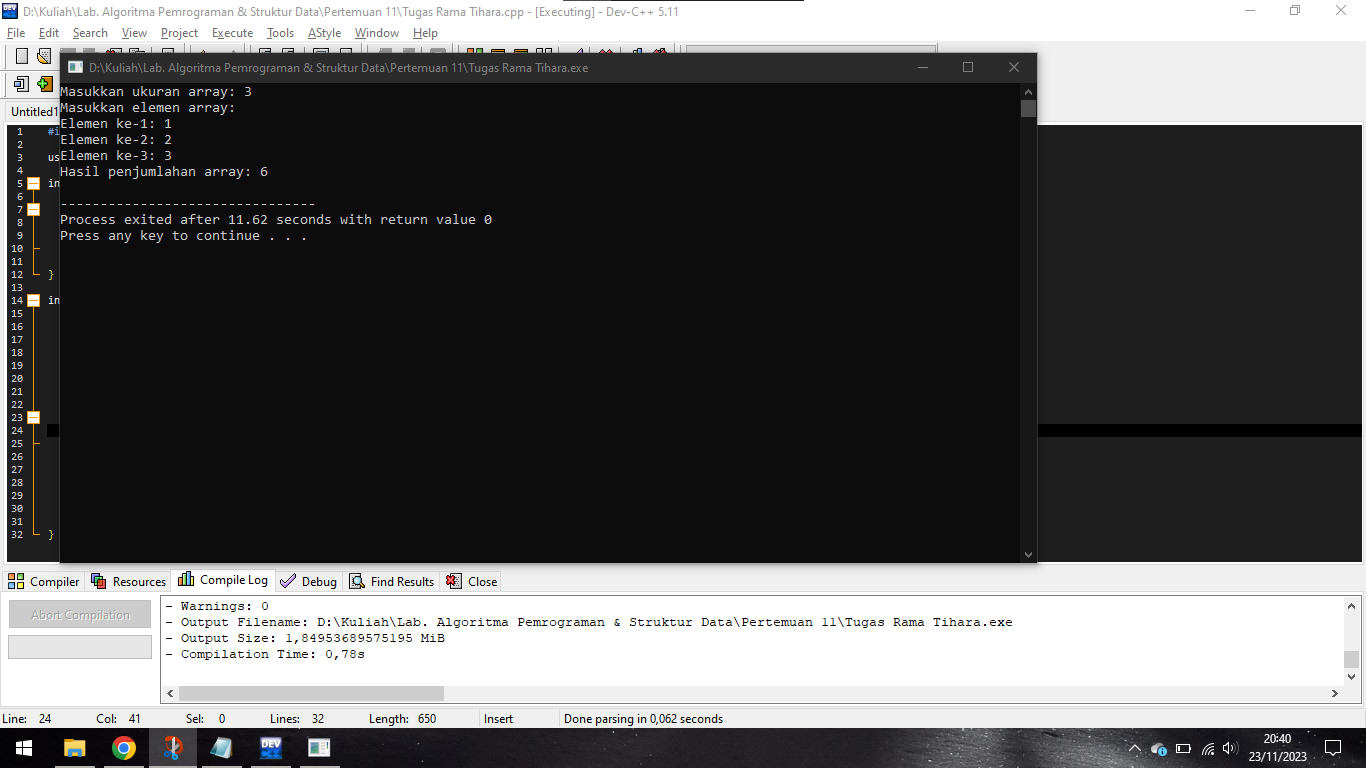 D:\Kuliah\Lab. Algoritma Pemrograman & Struktur Data\Pertemuan 11\Tugas Rama Tihara.cpp - [Executing] - Dev-C++ 5.11
File Edit Search View Project Execute Tools AStyle Window Help
D:\Kuliah\Lab. Algoritma Pemrograman & Struktur Data\Pertemuan 11\Tugas Rama Tihara.exe
Masukkan ukuran array: 3
Masukkan elemen array:
Elemen ke-1: 1
Elemen ke-2: 2
Elemen ke-3: 3
Hasil penjumlahan array: 6
--------------------------------
Process exited after 11.62 seconds with return value 0
Press any key to continue . . .
Untitled1
1 #i
2
3 us
4
5 in
6
7
8
9
10
11
12 }
13
14 in
15
16
17
18
19
20
21
22
23
24
25
26
27
28
29
30
31
32 }
Compiler Resources Compile Log Debug Find Results Close
Abort Compilation
- Warnings: 0
- Output Filename: D:\Kuliah\Lab. Algoritma Pemrograman & Struktur Data\Pertemuan 11\Tugas Rama Tihara.exe
- Output Size: 1,84953689575195 MiB
- Compilation Time: 0,78s
Line: 24 Col: 41 Sel: 0 Lines: 32 Length: 650 Insert Done parsing in 0,062 seconds
DEV
20:40
23/11/2023